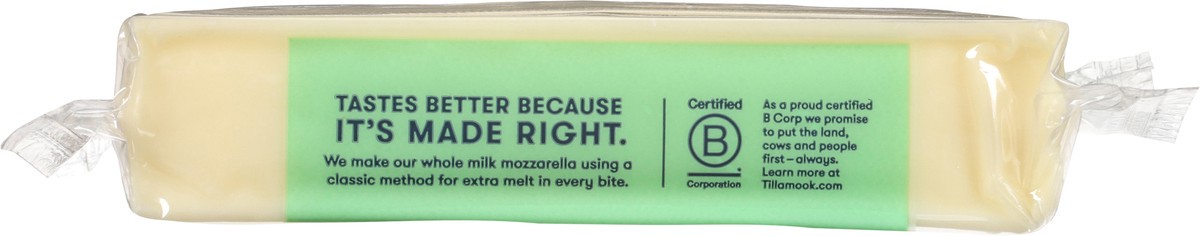 TASTES BETTER BECAUSE
IT'S MADE RIGHT.
We make our whole milk mozzarella using a
classic method for extra melt in every bite.
Certified
B
Corporation
As a proud certified
B Corp we promise
to put the land,
cows and people
first—always.
Learn more at
Tillamook.com